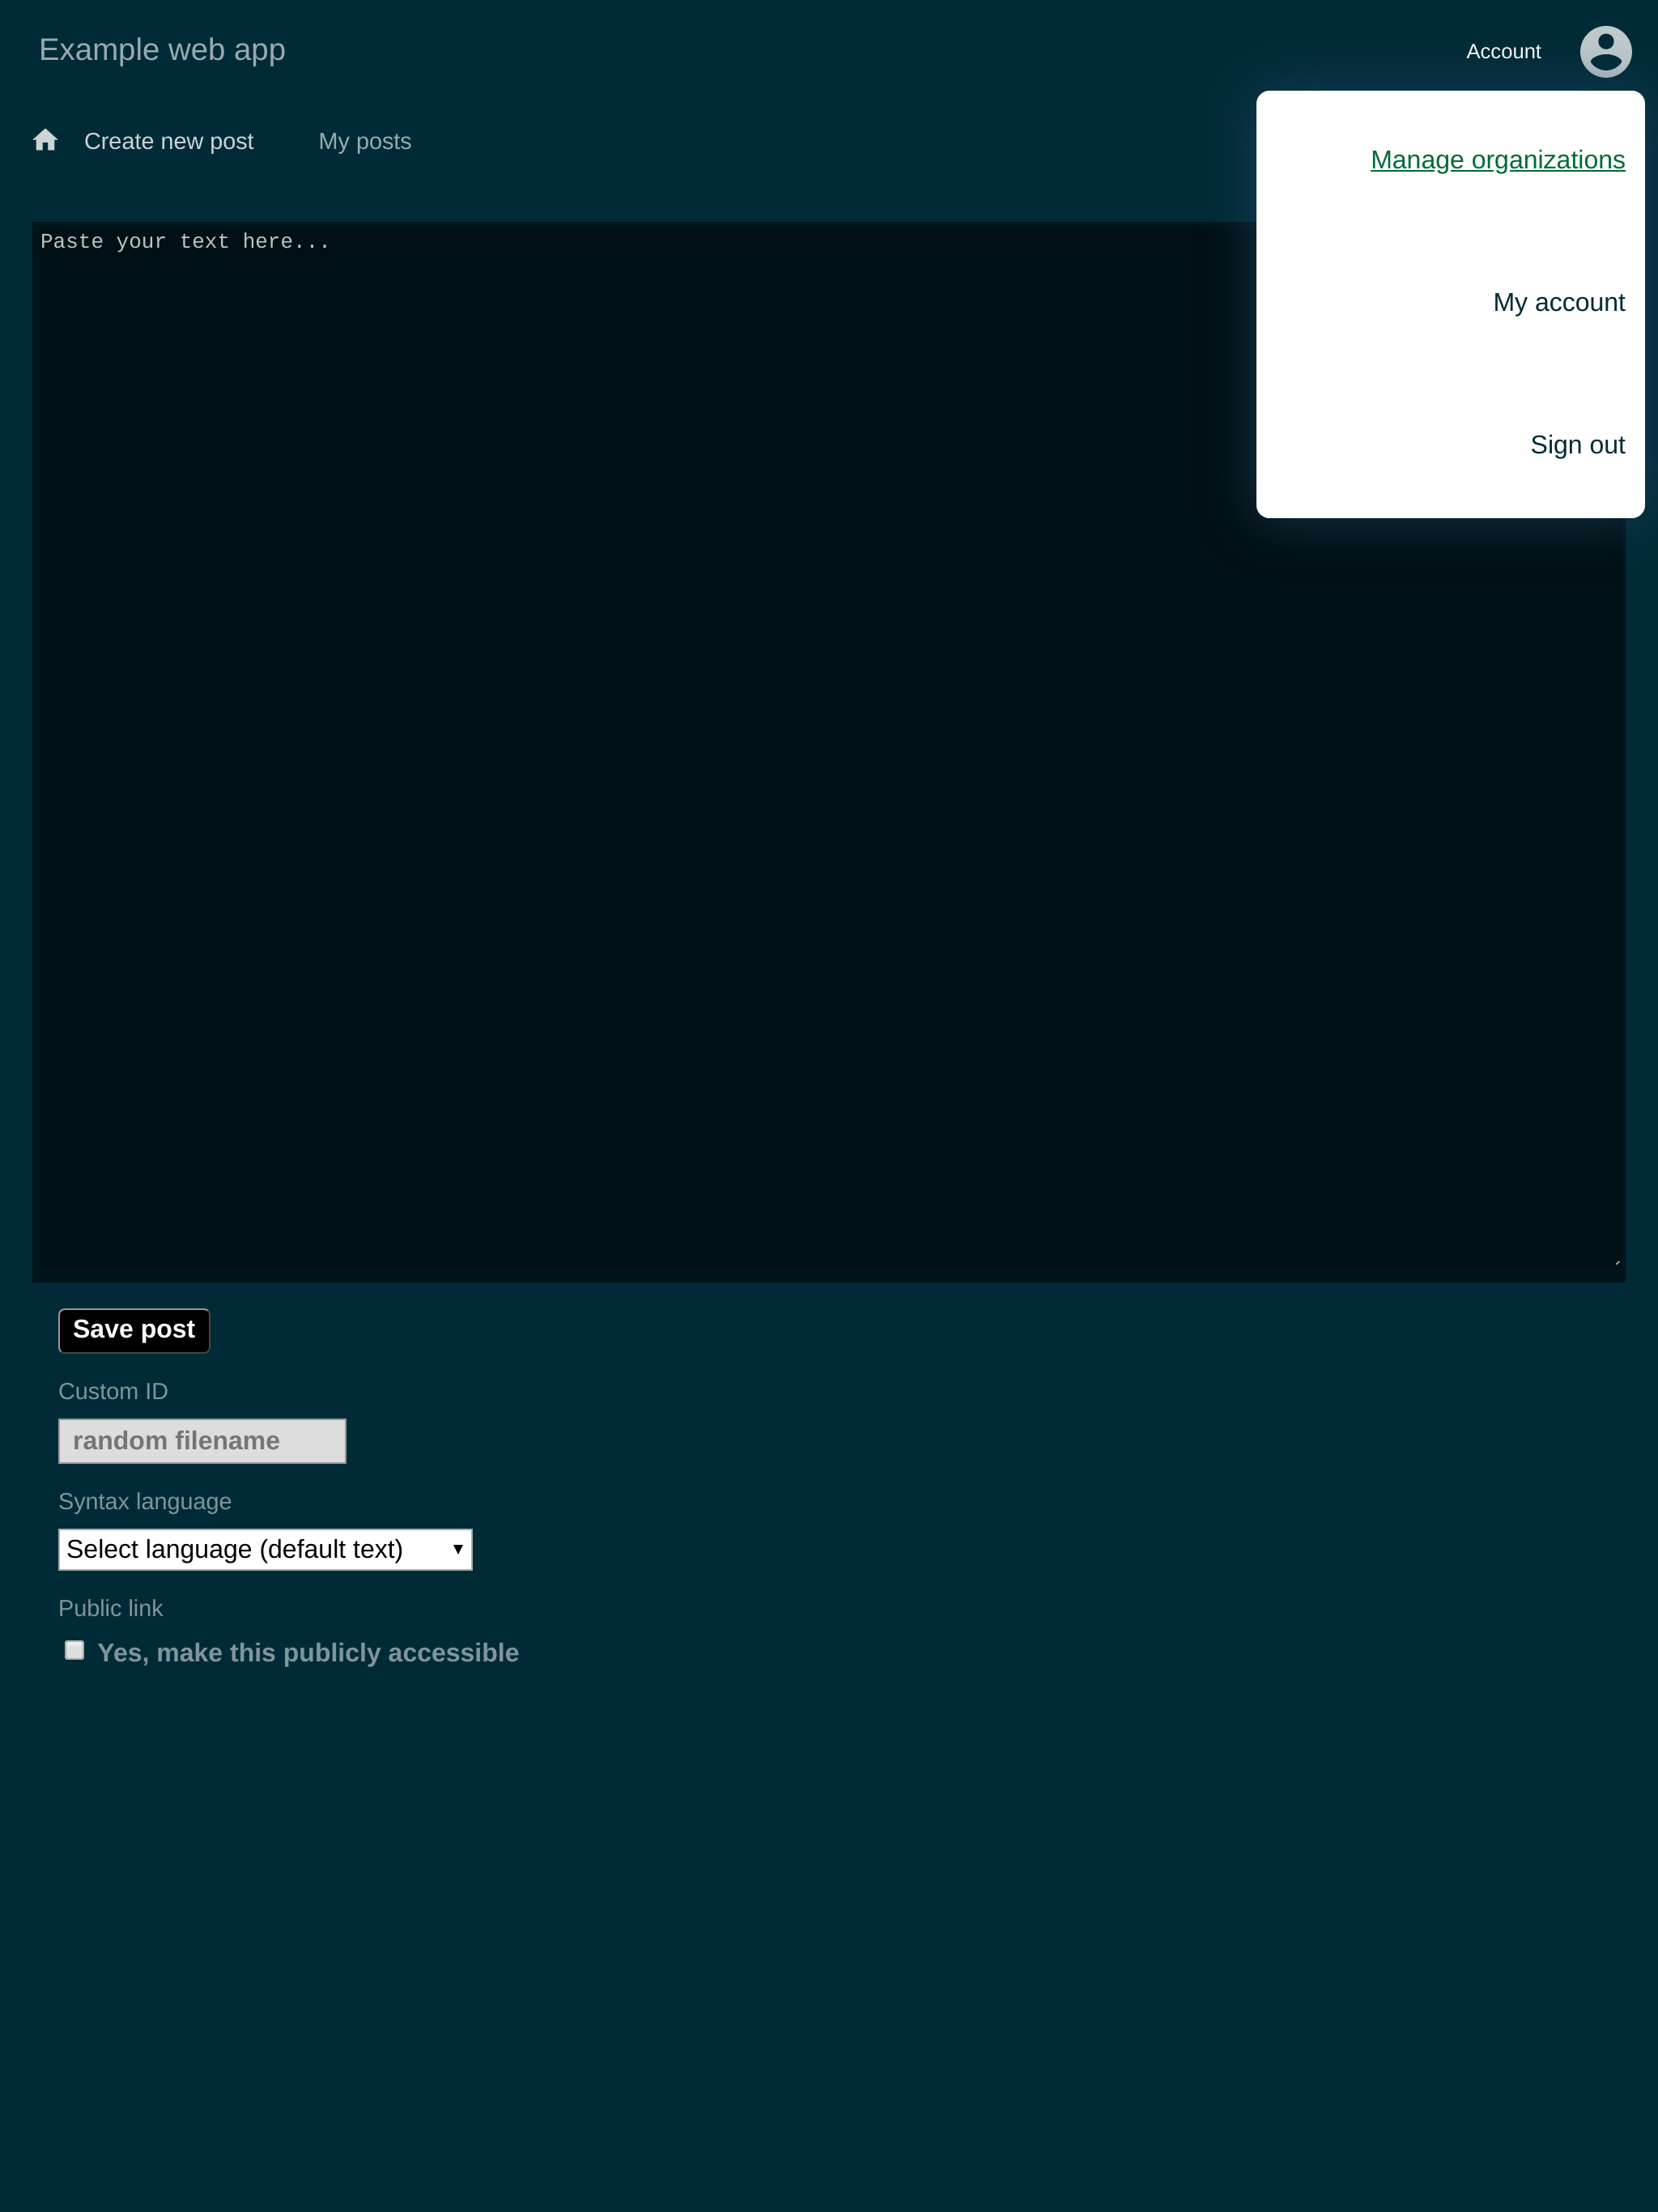 Example web app
Account
Create new post
My posts
Manage organizations
My account
Sign out
Paste your text here...
Save post
Custom ID
random filename
Syntax language
Select language (default text)
Public link
Yes, make this publicly accessible